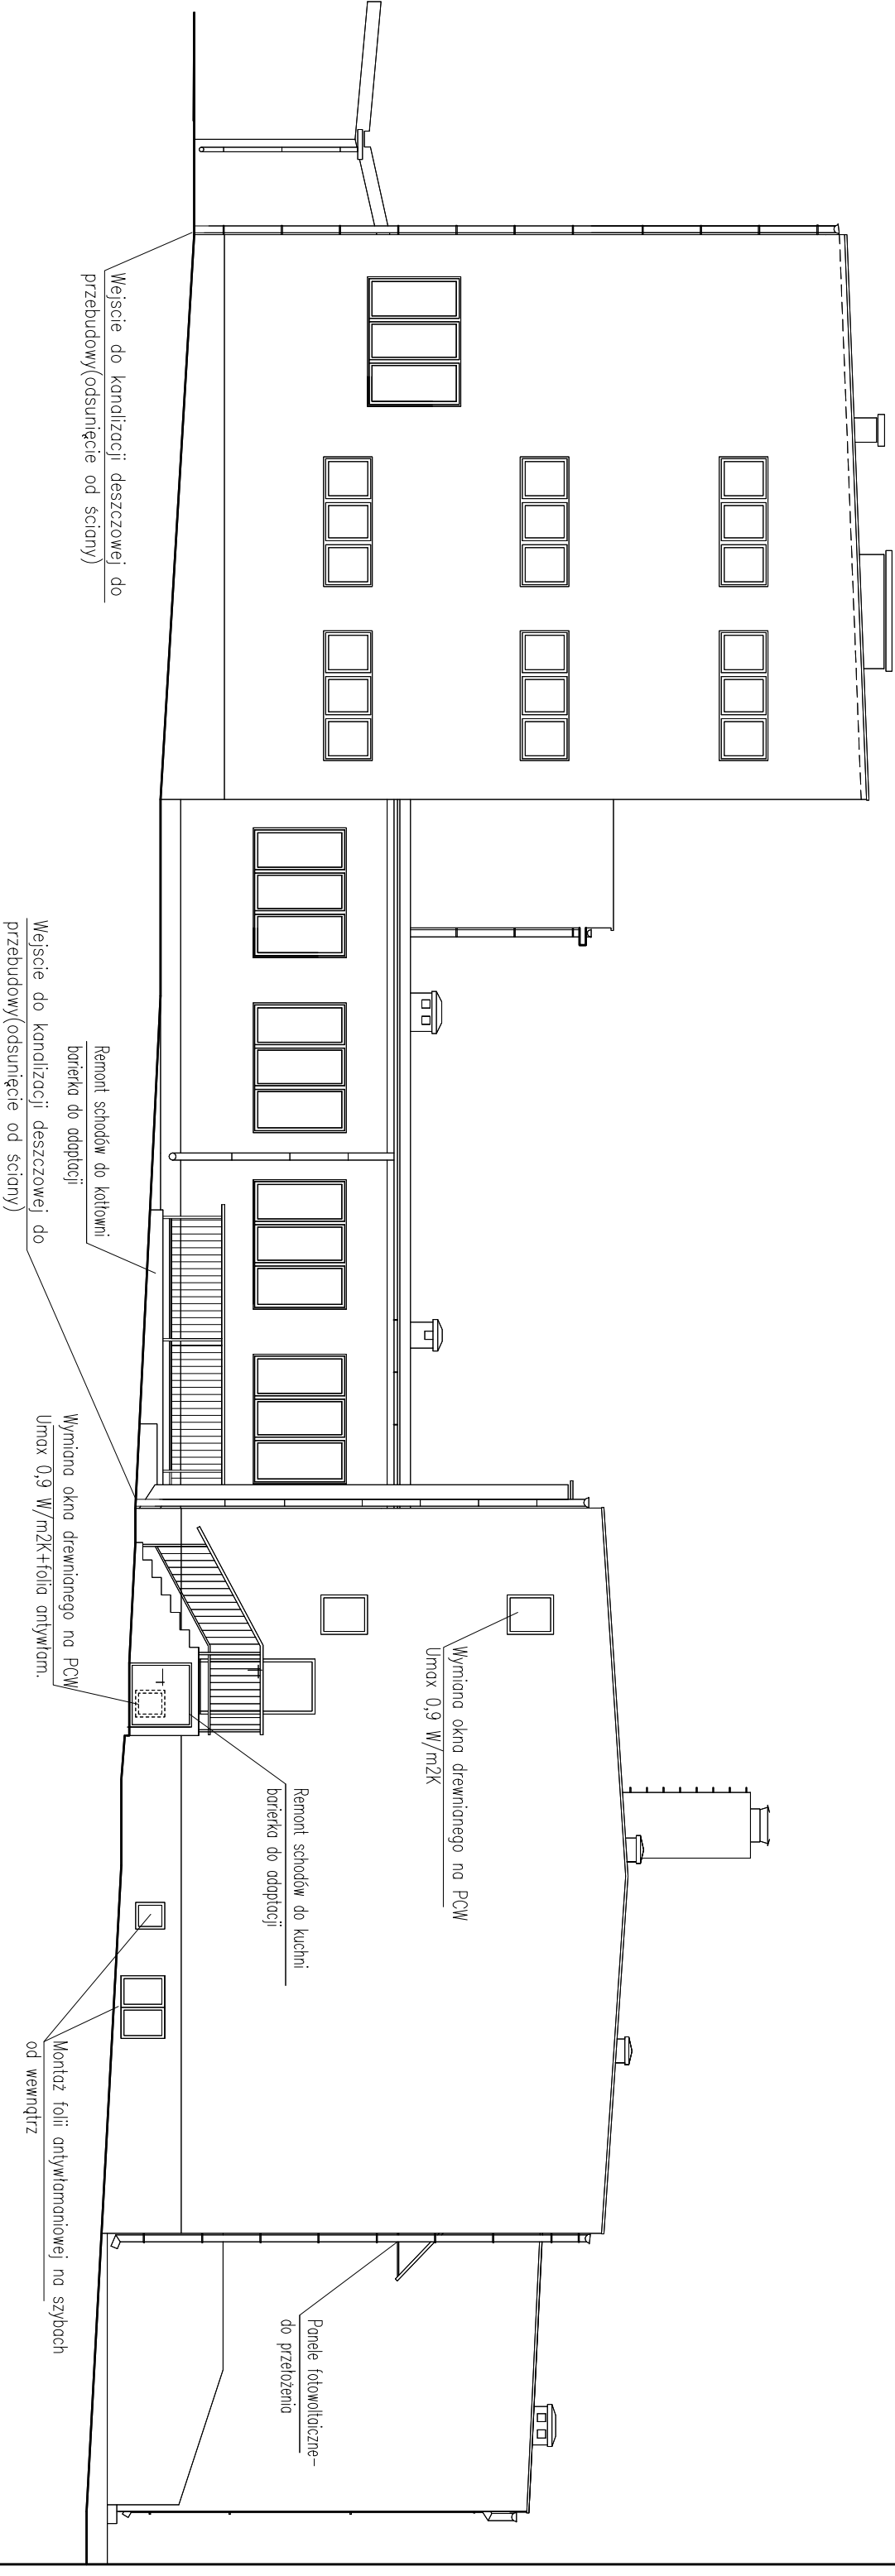 Wejscie do kanalizacji deszczowej do
przebudowy(odsunięcie od ściany)
Wejscie do kanalizacji deszczowej do
przebudowy(odsunięcie od ściany)
Remont schodów do kotłowni
barierka do adaptacji
Wymiana okna drewnianego na PCW
Umax 0,9 W/m2K+folia antywłam.
Wymiana okna drewnianego na PCW
Umax 0,9 W/m2K
Remont schodów do kuchni
barierka do adaptacji
Montaż folii antywłamaniowej na szybach
od wewnątrz
Panele fotowoltaiczne-
do przełożenia